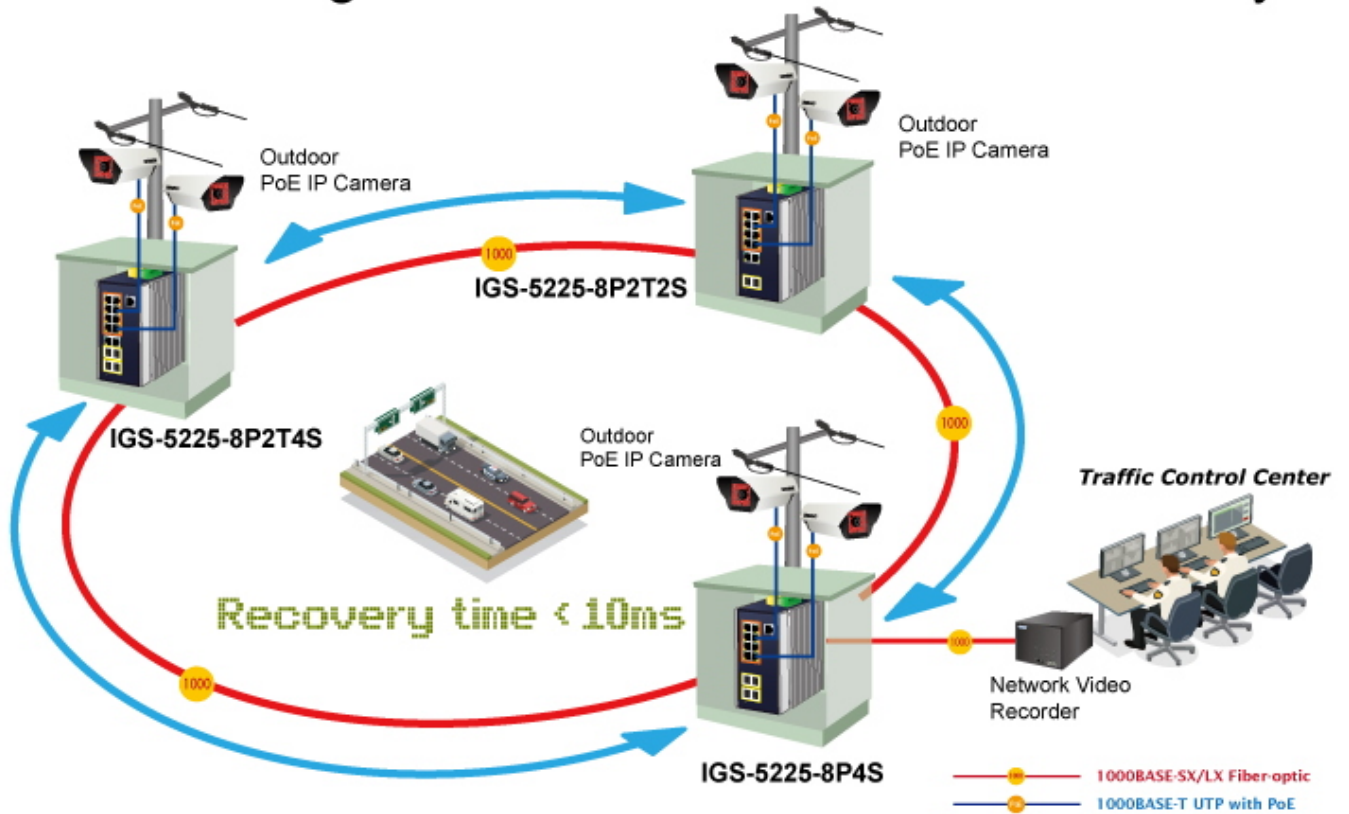 Outdoor
PoE IP Camera
Outdoor
PoE IP Camera
1000
IGS-5225-8P2T2S
IGS-5225-8P2T4S
1000
Outdoor
PoE IP Camera
Traffic Control Center
Recovery time < 10ms
1000
1000
Network Video
Recorder
IGS-5225-8P4S
1000BASE-SX/LX Fiber-optic
1000BASE-T UTP with PoE